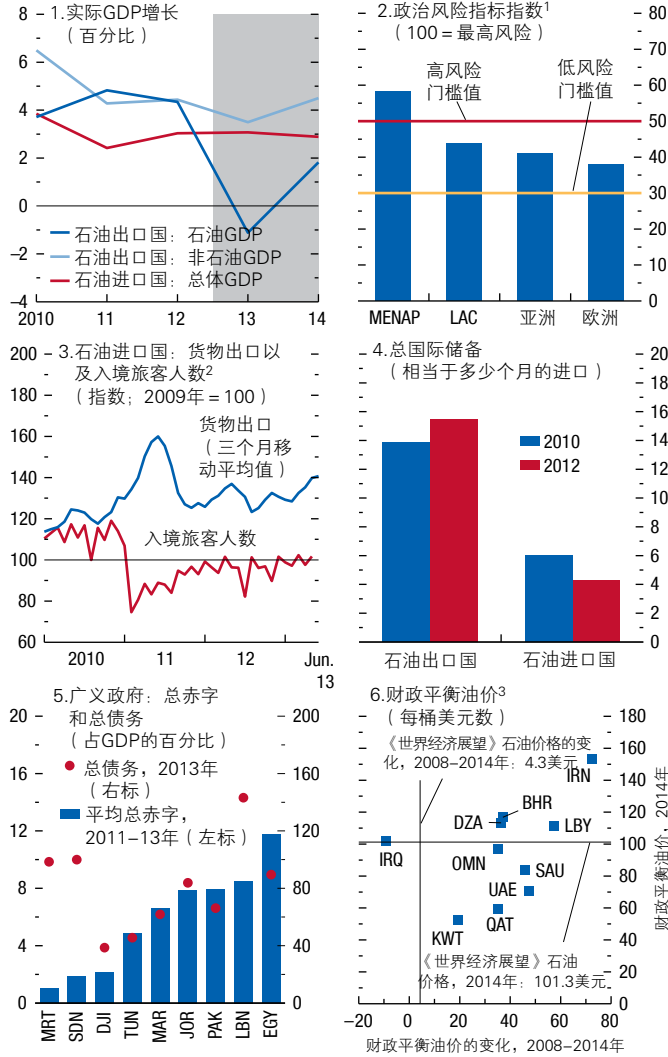 1.实际GDP增长
（百分比）
8
6
4
2
0
–2
–4
石油出口国：石油GDP
石油出口国：非石油GDP
石油进口国：总体GDP
2010 11 12 13 14
2.政治风险指标指数1
（100＝最高风险）
高风险
门槛值
低风险
门槛值
80
70
60
50
40
30
20
10
0
MENAP LAC 亚洲 欧洲
3.石油进口国：货物出口以
及入境旅客人数2
（指数；2009年＝100）
货物出口
（三个月移
动平均值）
入境旅客人数
200
180
160
140
120
100
80
60
2010 11 12 Jun.
13
4.总国际储备
（相当于多少个月的进口）
2010
2012
20
18
16
14
12
10
8
6
4
2
0
石油出口国 石油进口国
5.广义政府：总赤字
和总债务
（占GDP的百分比）
总债务，2013年
（右标）
平均总赤字，
2011–13年（左标）
20
16
12
8
4
0
200
160
120
80
40
0
MRT SDN DJI TUN MAR JOR PAK LBN EGY
6.财政平衡油价3
（每桶美元数）
《世界经济展望》石油价格的变
化，2008–2014年：4.3美元
IRN
BHR
DZA
LBY
IRQ
OMN
SAU
UAE
QAT
KWT
《世界经济展望》石油
价格，2014年：101.3美元
180
160
140
120
100
80
60
40
20
0
财政平衡油价，2014年
–20 0 20 40 60 80
财政平衡油价的变化，2008–2014年